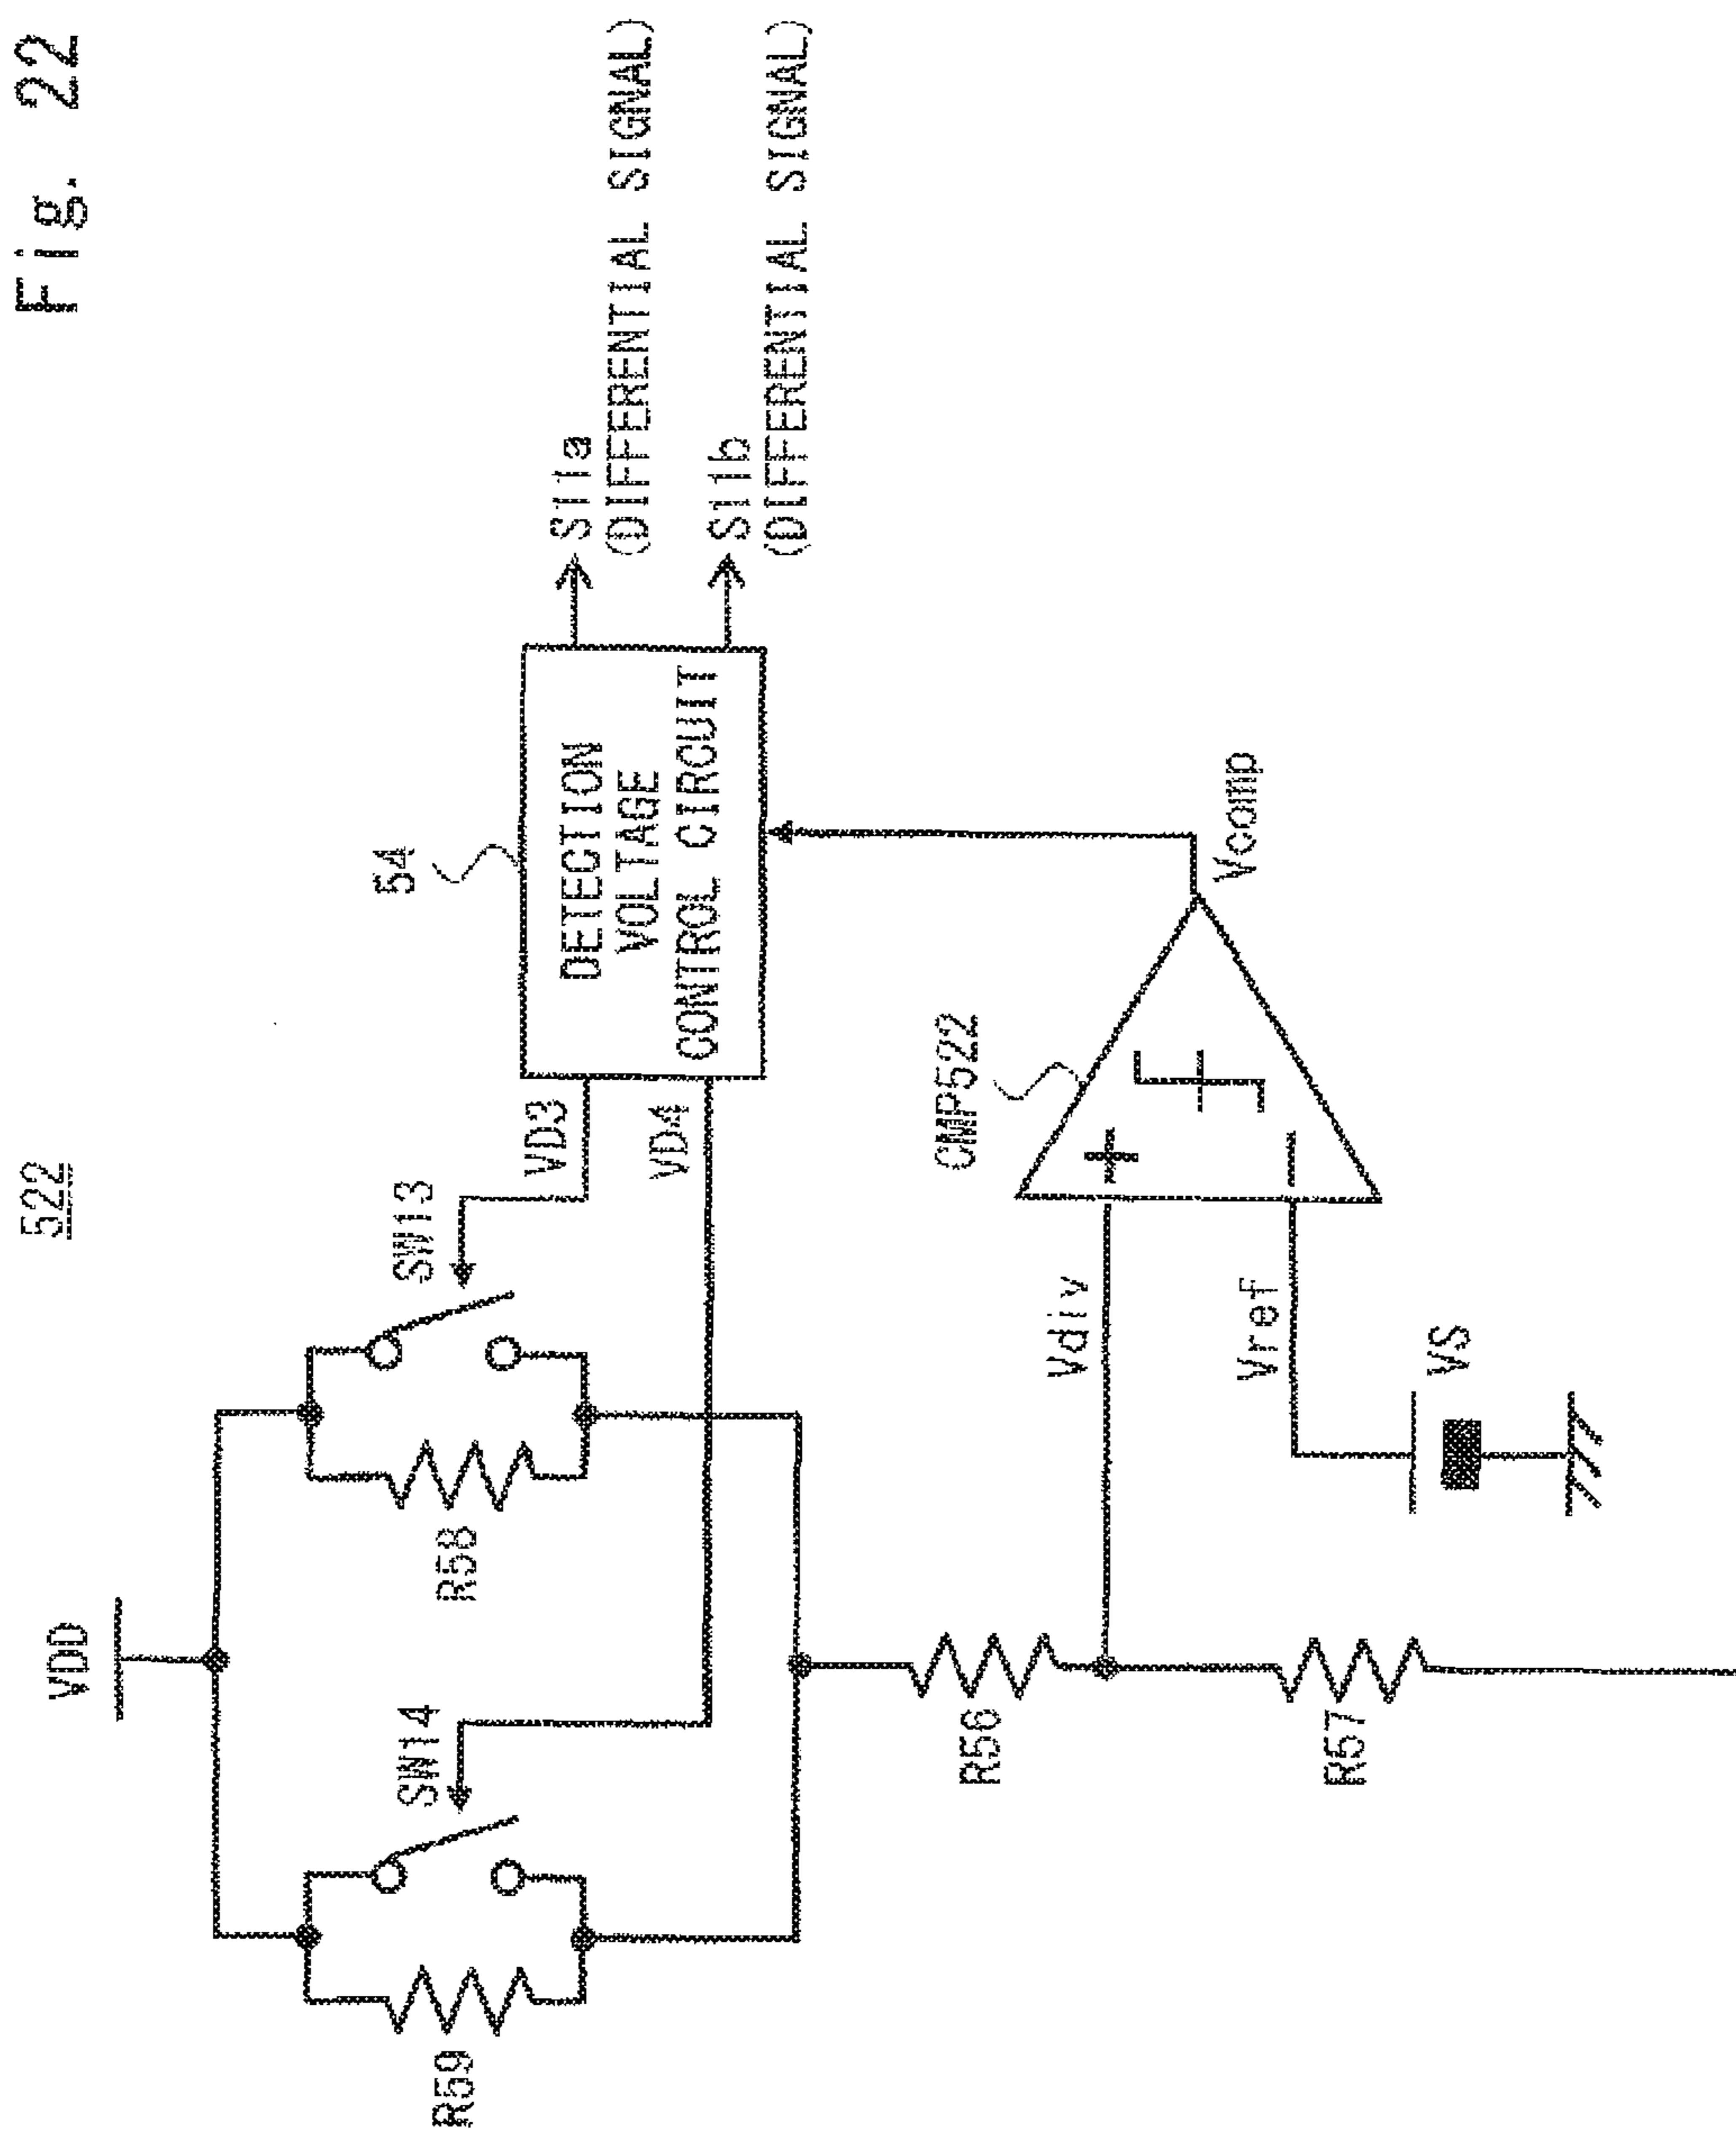 Fig. 22
522
VDD
SW14
SW13
R59
R58
VD3
VD4
54
DETECTION
VOLTAGE
CONTROL CIRCUIT
S11a
(DIFFERENTIAL SIGNAL)
S11b
(DIFFERENTIAL SIGNAL)
R56
Vdiv
CMP522
+
−
Vcomp
Vref
VS
R57